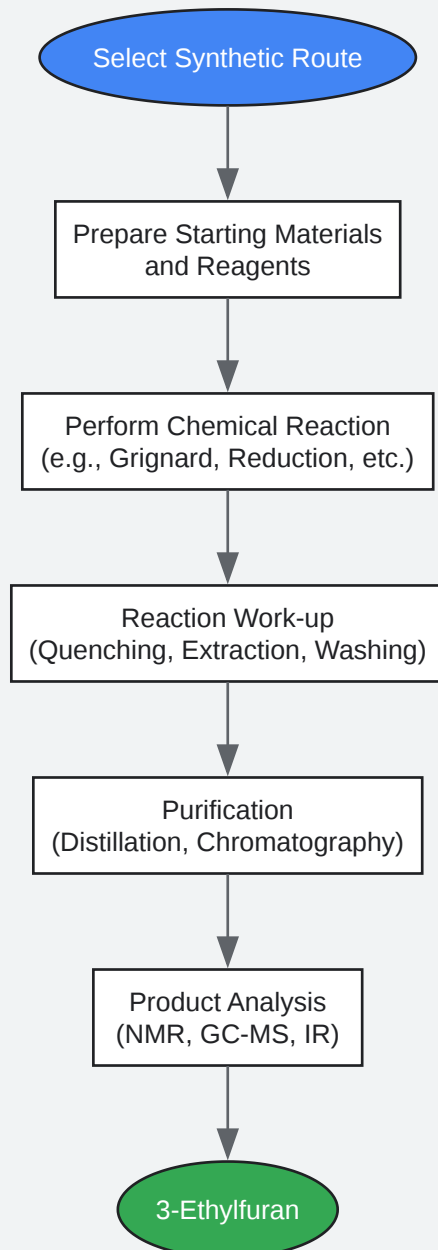 Select Synthetic Route
Prepare Starting Materials
and Reagents
Perform Chemical Reaction
(e.g., Grignard, Reduction, etc.)
Reaction Work-up
(Quenching, Extraction, Washing)
Purification
(Distillation, Chromatography)
Product Analysis
(NMR, GC-MS, IR)
3-Ethylfuran